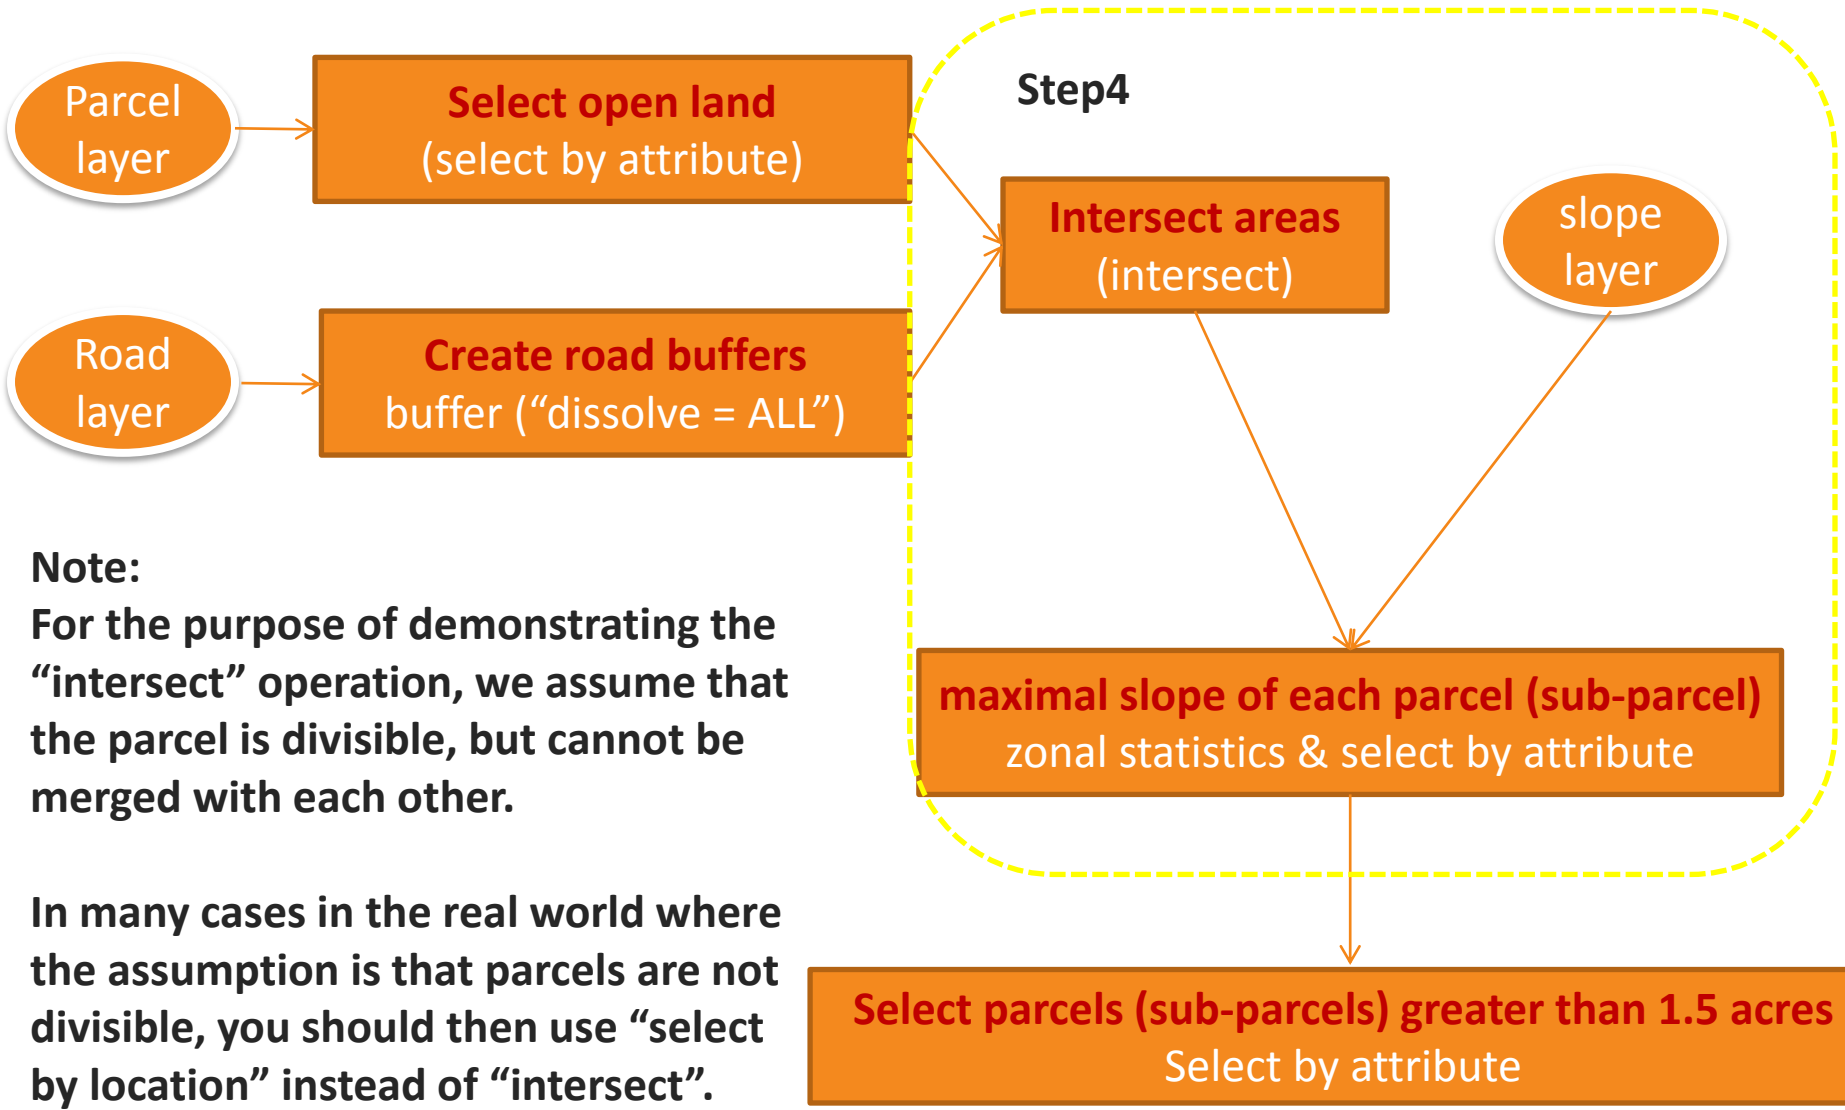 Parcel
layer
Select open land
(select by attribute)
Step4
Road
layer
Create road buffers
buffer (“dissolve = ALL”)
Intersect areas
(intersect)
slope
layer
maximal slope of each parcel (sub-parcel)
zonal statistics & select by attribute
Select parcels (sub-parcels) greater than 1.5 acres
Select by attribute
Note:
For the purpose of demonstrating the
“intersect” operation, we assume that
the parcel is divisible, but cannot be
merged with each other.
In many cases in the real world where
the assumption is that parcels are not
divisible, you should then use “select
by location” instead of “intersect”.